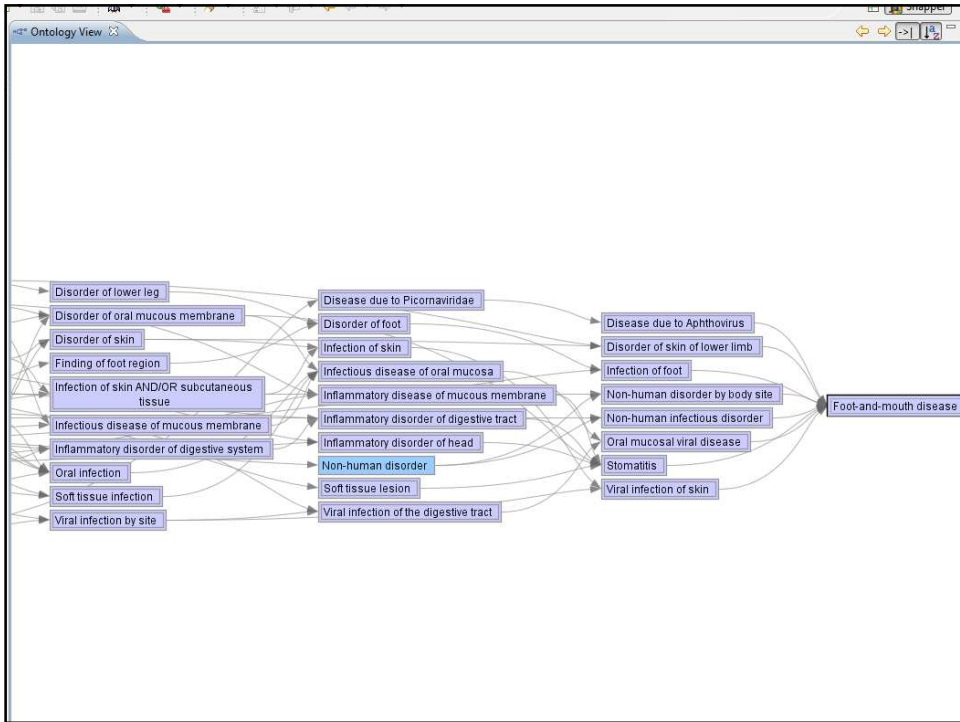 Snapper
Ontology View
Disorder of lower leg
Disorder of oral mucous membrane
Disorder of skin
Finding of foot region
Infection of skin AND/OR subcutaneous
tissue
Infectious disease of mucous membrane
Inflammatory disorder of digestive system
Oral infection
Soft tissue infection
Viral infection by site
Disease due to Picornaviridae
Disorder of foot
Infection of skin
Infectious disease of oral mucosa
Inflammatory disease of mucous membrane
Inflammatory disorder of digestive tract
Inflammatory disorder of head
Non-human disorder
Soft tissue lesion
Viral infection of the digestive tract
Disease due to Aphthovirus
Disorder of skin of lower limb
Infection of foot
Non-human disorder by body site
Non-human infectious disorder
Oral mucosal viral disease
Stomatitis
Viral infection of skin
Foot-and-mouth disease